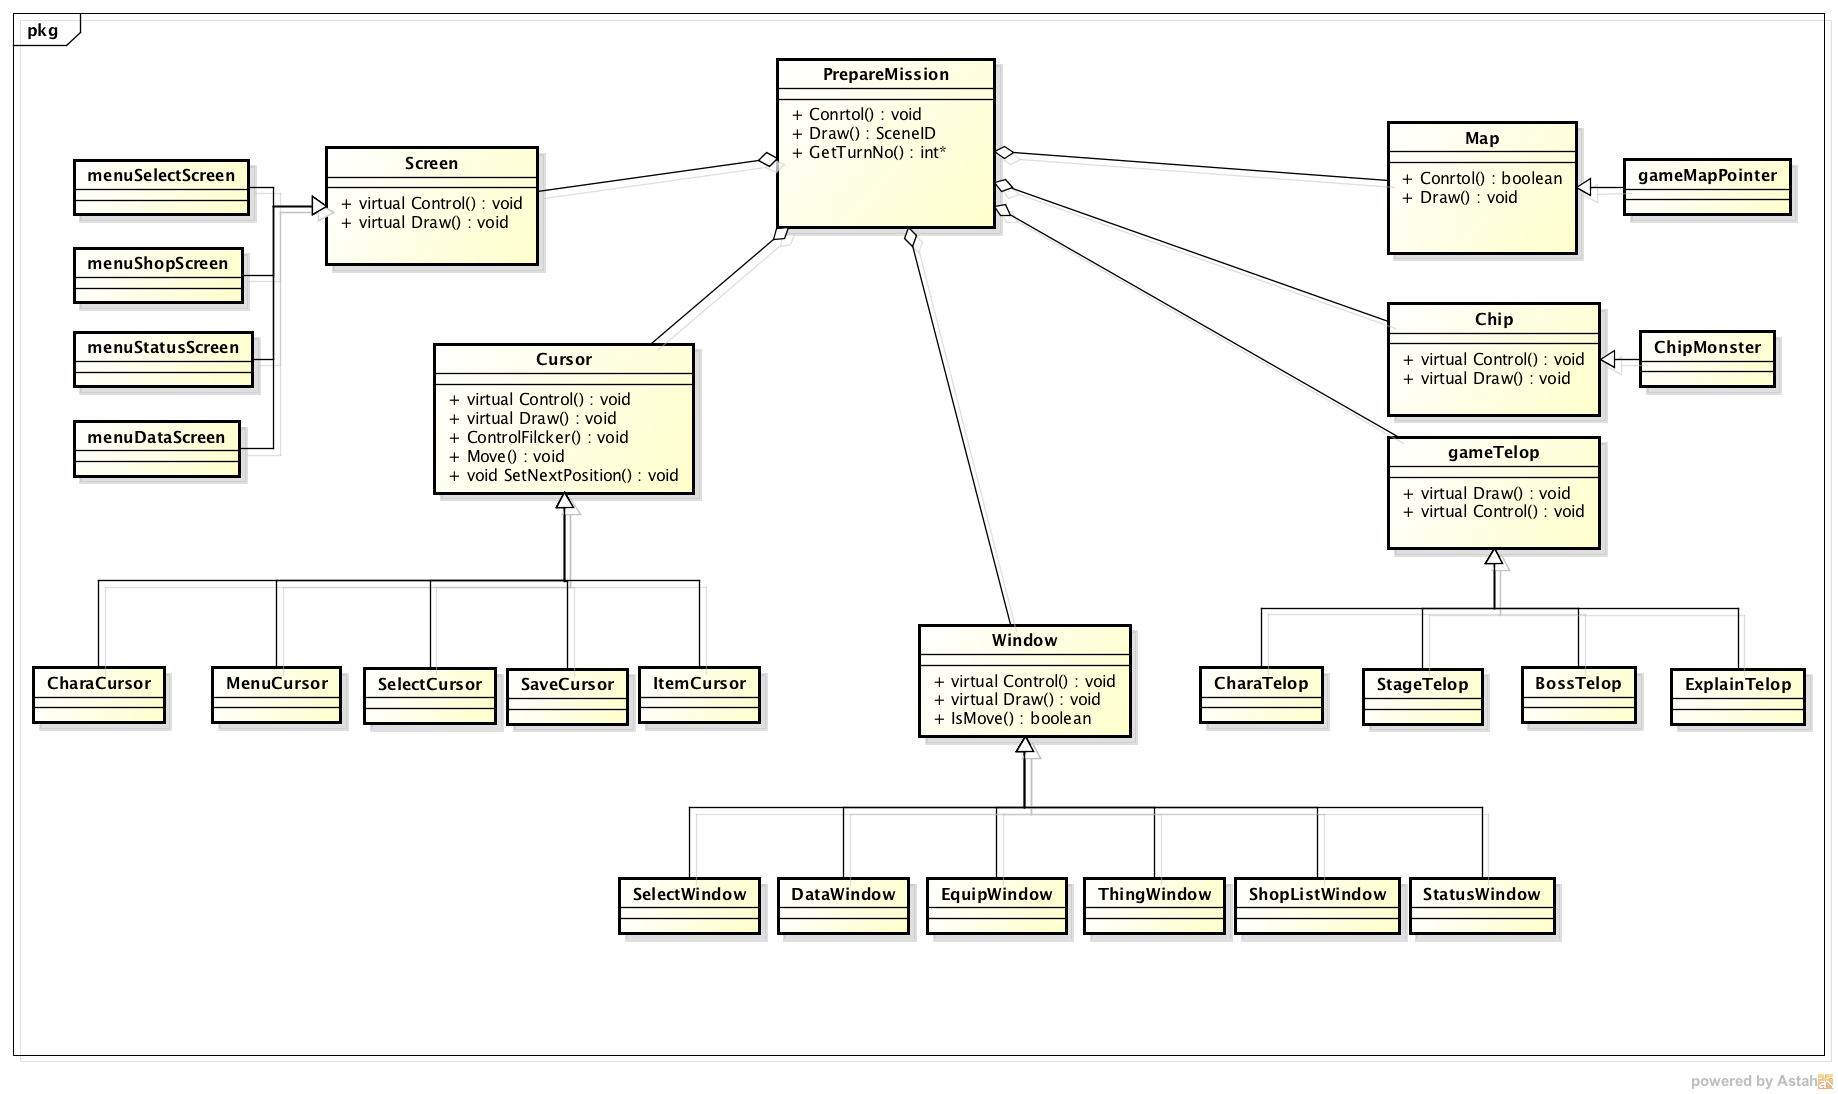 pkg
PrepareMission
+ Conrtol() : void
+ Draw() : SceneID
+ GetTurnNo() : int*
Screen
+ virtual Control() : void
+ virtual Draw() : void
menuSelectScreen
menuShopScreen
menuStatusScreen
menuDataScreen
Map
+ Conrtol() : boolean
+ Draw() : void
gameMapPointer
Chip
+ virtual Control() : void
+ virtual Draw() : void
ChipMonster
Cursor
+ virtual Control() : void
+ virtual Draw() : void
+ ControlFilcker() : void
+ Move() : void
+ void SetNextPosition() : void
gameTelop
+ virtual Draw() : void
+ virtual Control() : void
CharaCursor
MenuCursor
SelectCursor
SaveCursor
ItemCursor
Window
+ virtual Control() : void
+ virtual Draw() : void
+ IsMove() : boolean
CharaTelop
StageTelop
BossTelop
ExplainTelop
SelectWindow
DataWindow
EquipWindow
ThingWindow
ShopListWindow
StatusWindow
powered by Astah